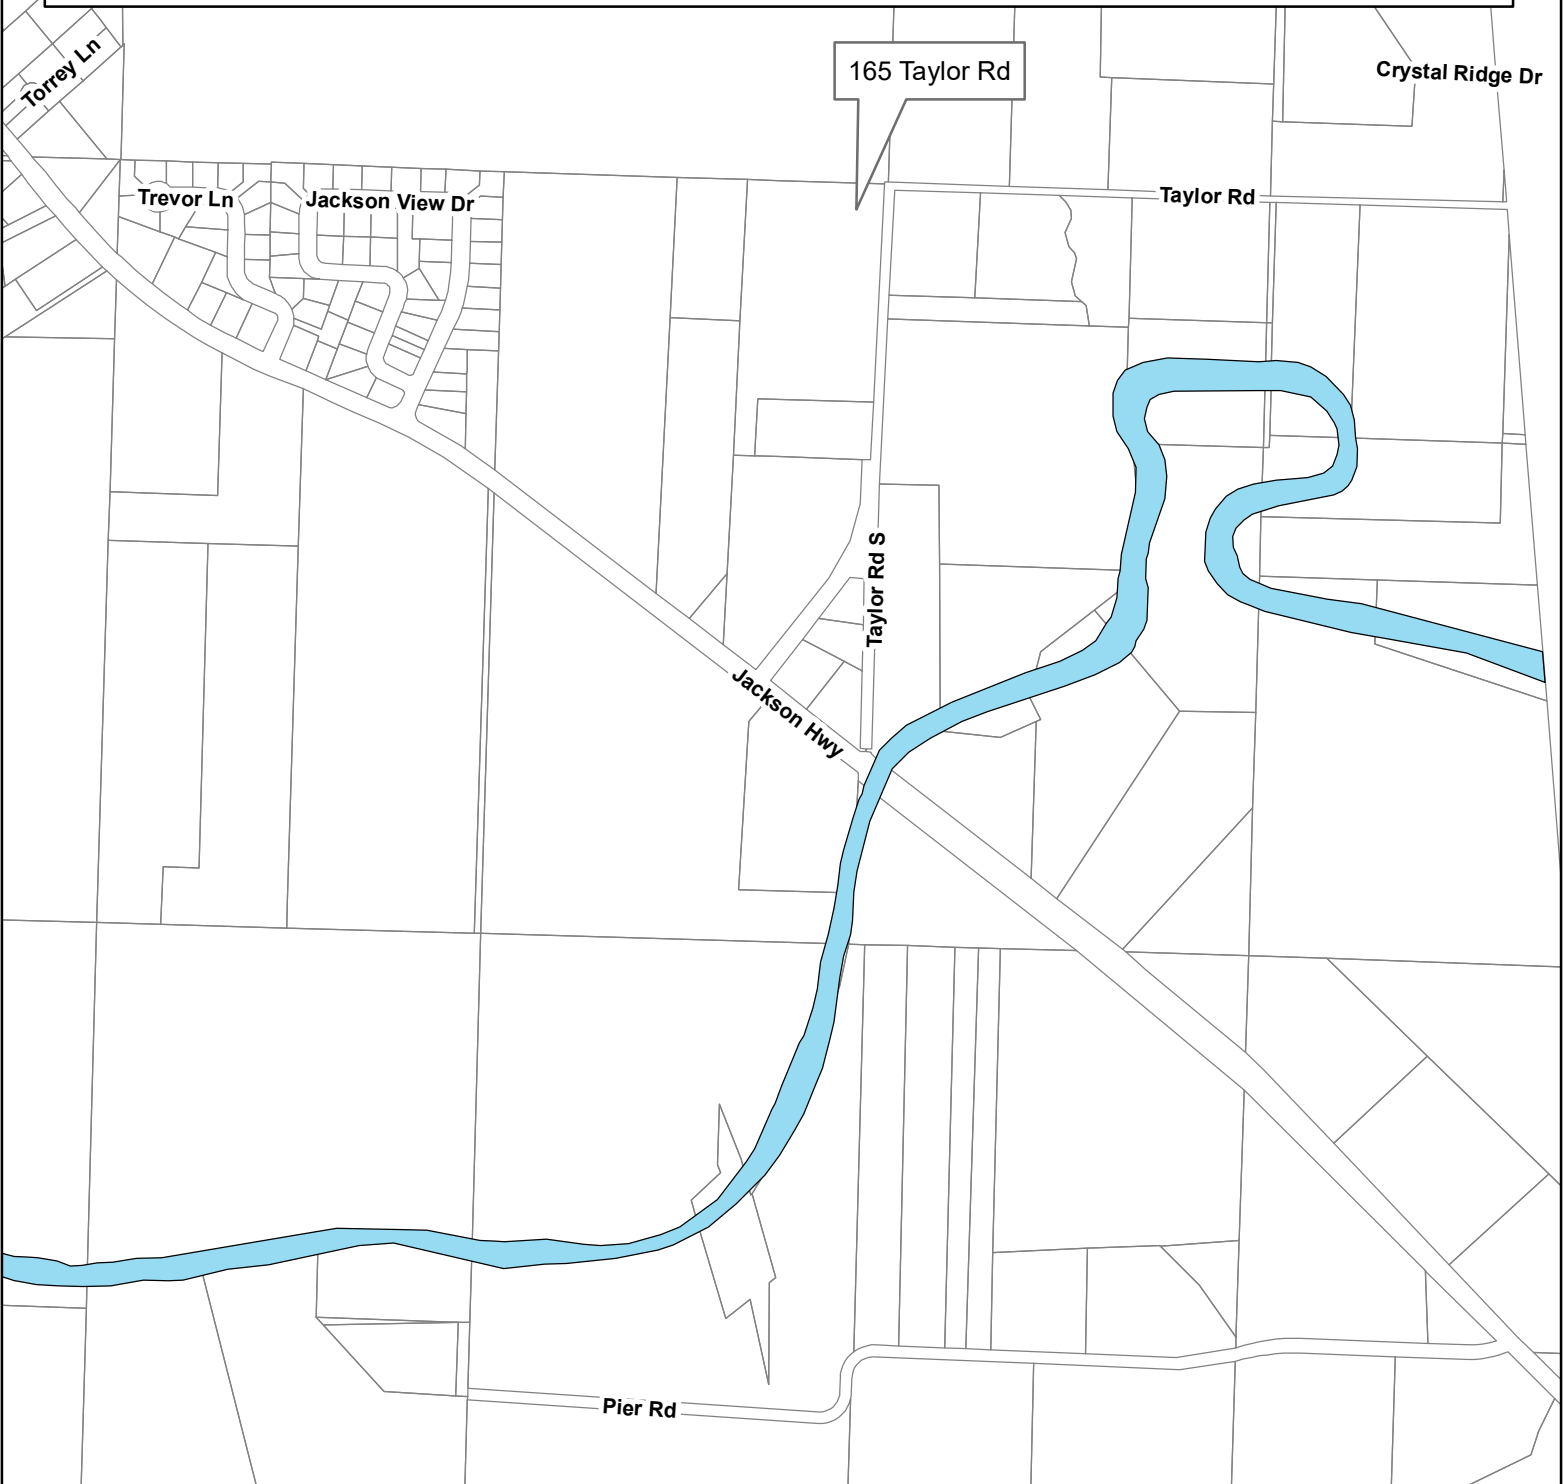 165 Taylor Rd
Crystal Ridge Dr
Torrey Ln
Trevor Ln
Jackson View Dr
Taylor Rd
Taylor Rd S
Jackson Hwy
Pier Rd